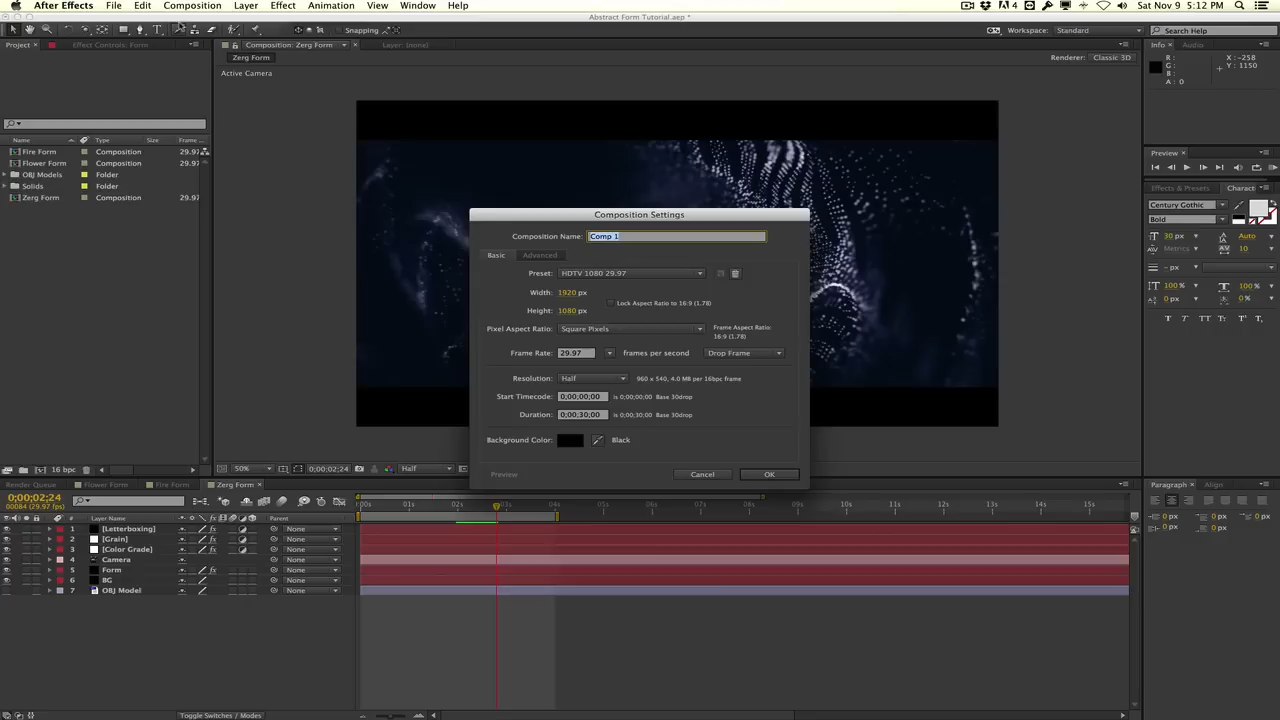 After Effects File Edit Composition Layer Effect Animation View Window Help 4 Sat Nov 9 5:12 PM
Abstract Form Tutorial.aep *
Snapping Workspace: Standard Search Help
Project Effect Controls: Form Composition: Zerg Form Layer: (none) Info Audio
Zerg Form Renderer: Classic 3D
Active Camera
R: X: -258
G: Y: 1150
B:
A: 0
Name Type Size Frame ...
Fire Form Composition 29.97
Flower Form Composition 29.97
OBJ Models Folder
Solids Folder
Zerg Form Composition 29.97
Preview
Effects & Presets Charact
Century Gothic
Bold
30 px Auto
Metrics 10
- px
100 % 100 %
0 px 0 %
T T TT Tr T' T,
Composition Settings
Composition Name: Comp 1
Basic Advanced
Preset: HDTV 1080 29.97
Width: 1920 px
Lock Aspect Ratio to 16:9 (1.78)
Height: 1080 px
Pixel Aspect Ratio: Square Pixels Frame Aspect Ratio:
16:9 (1.78)
Frame Rate: 29.97 frames per second Drop Frame
Resolution: Half 960 x 540, 4.0 MB per 16bpc frame
Start Timecode: 0;00;00;00 is 0;00;00;00 Base 30drop
Duration: 0;00;30;00 is 0;00;30;00 Base 30drop
Background Color: Black
Preview Cancel OK
16 bpc 50% 0;00;02;24 Half
Render Queue Flower Form Fire Form Zerg Form Paragraph Align
0;00;02;24
00084 (29.97 fps)
:00s 02s 03s 05s 06s 07s 08s 09s 10s 11s 12s 13s 14s 15s
# Layer Name Parent
1 [Letterboxing] None
2 [Grain] None
3 [Color Grade] None
4 Camera None
5 Form None
6 BG None
7 OBJ Model None
0 px 0 px 0 px
0 px 0 px
Toggle Switches / Modes